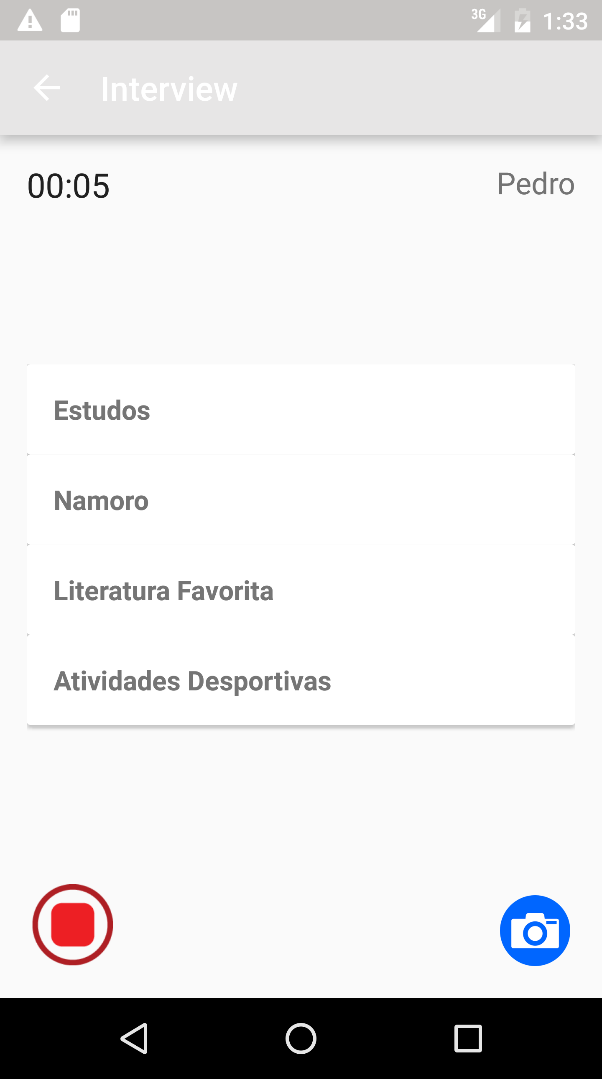 3G 1:33
Interview
00:05 Pedro
Estudos
Namoro
Literatura Favorita
Atividades Desportivas